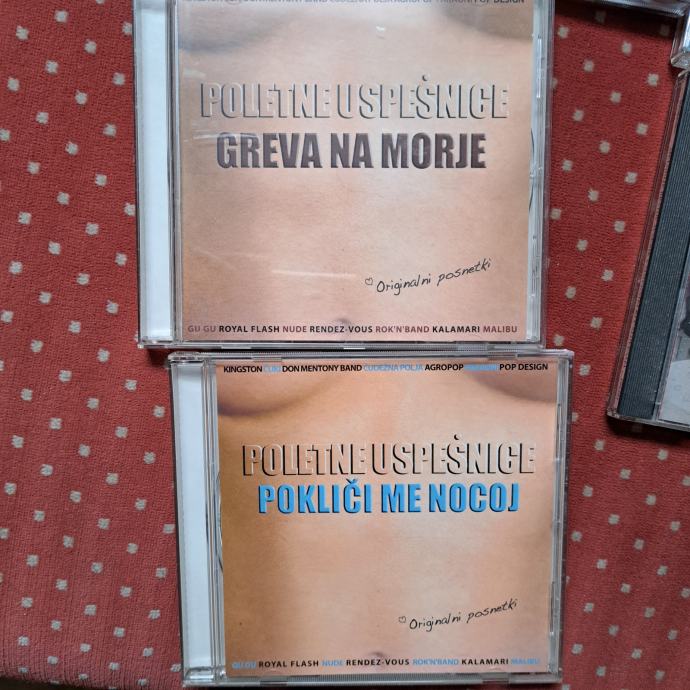 POLETNE USPEŠNICE
GREVA NA MORJE
Originalni posnetki
GU GU ROYAL FLASH NUDE RENDEZ-VOUS ROK'N'BAND KALAMARI MALIBU
KINGSTON ČUKI DON MENTONY BAND ČUDEŽNA POLJA AGROPOP POP DESIGN
POLETNE USPEŠNICE
POKLIČI ME NOCOJ
Originalni posnetki
GU GU ROYAL FLASH NUDE RENDEZ-VOUS ROK'N'BAND KALAMARI MALIBU